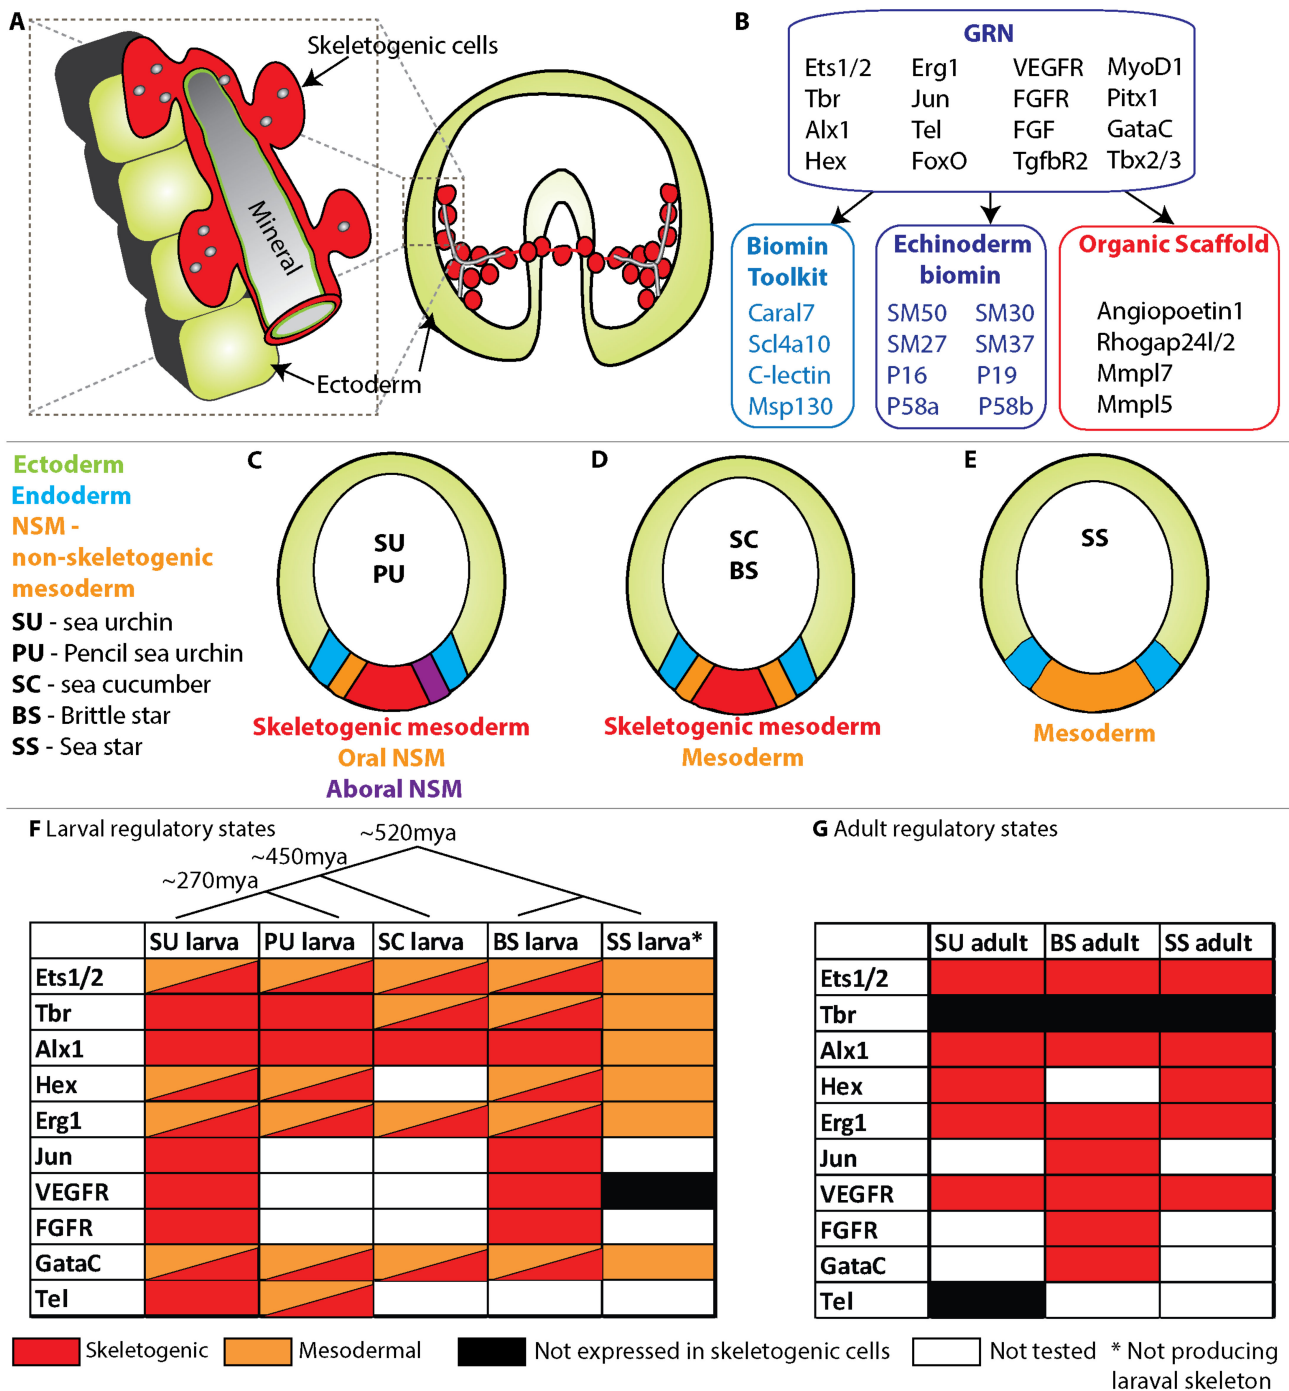 A
Skeletogenic cells
Mineral
Ectoderm
B
GRN
Ets1/2 Erg1 VEGFR MyoD1
Tbr Jun FGFR Pitx1
Alx1 Tel FGF GataC
Hex FoxO TgfbR2 Tbx2/3
Biomin
Toolkit
Caral7
Scl4a10
C-lectin
Msp130
Echinoderm
biomin
SM50 SM30
SM27 SM37
P16 P19
P58a P58b
Organic Scaffold
Angiopoetin1
Rhogap24l/2
Mmpl7
Mmpl5
Ectoderm
Endoderm
NSM -
non-skeletogenic
mesoderm
SU - sea urchin
PU - Pencil sea urchin
SC - sea cucumber
BS - Brittle star
SS - Sea star
C
SU
PU
Skeletogenic mesoderm
Oral NSM
Aboral NSM
D
SC
BS
Skeletogenic mesoderm
Mesoderm
E
SS
Mesoderm
F Larval regulatory states
~520mya
~450mya
~270mya
SU larva PU larva SC larva BS larva SS larva*
Ets1/2
Tbr
Alx1
Hex
Erg1
Jun
VEGFR
FGFR
GataC
Tel
G Adult regulatory states
SU adult BS adult SS adult
Ets1/2
Tbr
Alx1
Hex
Erg1
Jun
VEGFR
FGFR
GataC
Tel
Skeletogenic Mesodermal Not expressed in skeletogenic cells Not tested * Not producing
laraval skeleton